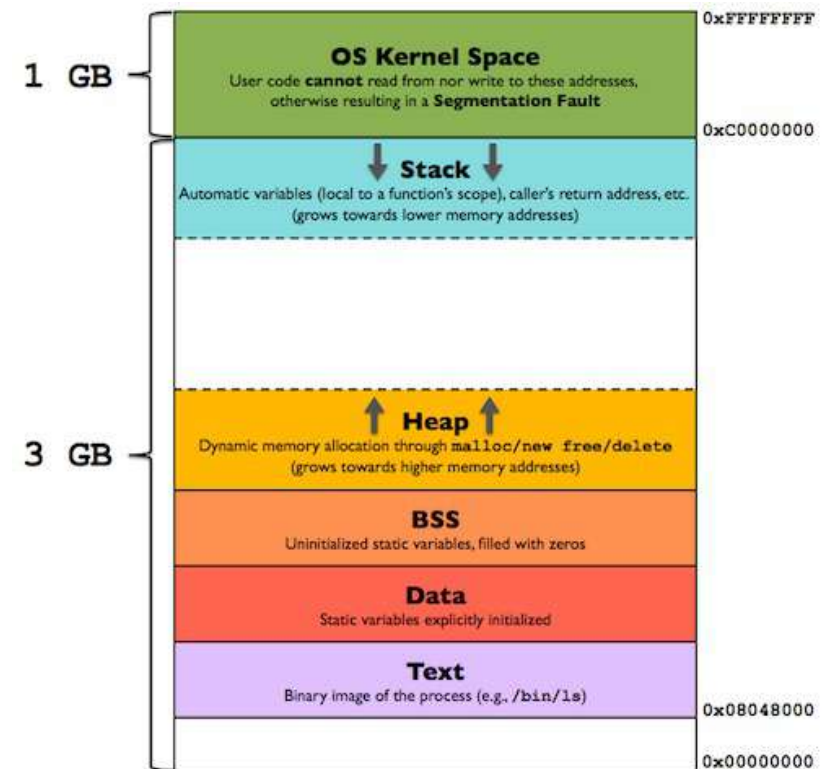 0xFFFFFFFF
1 GB
OS Kernel Space
User code cannot read from nor write to these addresses,
otherwise resulting in a Segmentation Fault
0xC0000000
Stack
Automatic variables (local to a function's scope), caller's return address, etc.
(grows towards lower memory addresses)
3 GB
Heap
Dynamic memory allocation through malloc/new free/delete
(grows towards higher memory addresses)
BSS
Uninitialized static variables, filled with zeros
Data
Static variables explicitly initialized
Text
Binary image of the process (e.g., /bin/ls)
0x08048000
0x00000000